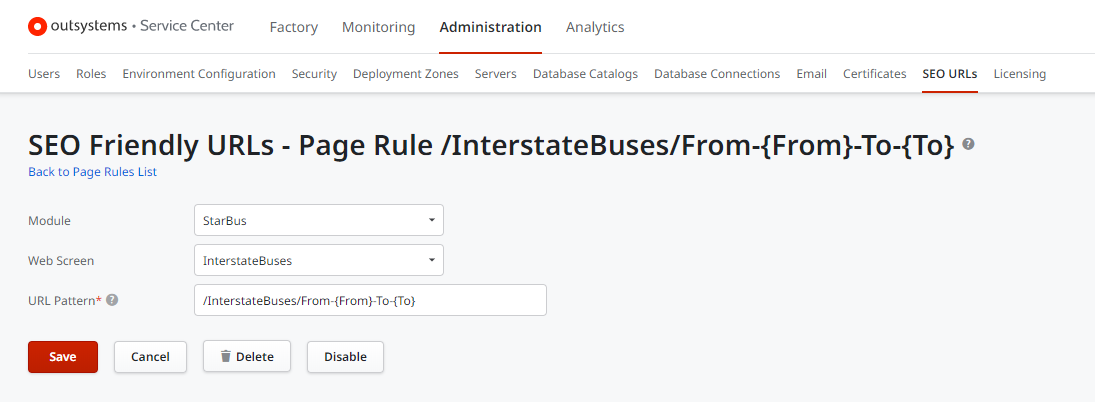 outsystems • Service Center Factory Monitoring Administration Analytics
Users Roles Environment Configuration Security Deployment Zones Servers Database Catalogs Database Connections Email Certificates SEO URLs Licensing
SEO Friendly URLs - Page Rule /InterstateBuses/From-{From}-To-{To} ?
Back to Page Rules List
Module StarBus
Web Screen InterstateBuses
URL Pattern* ? /InterstateBuses/From-{From}-To-{To}
Save Cancel Delete Disable